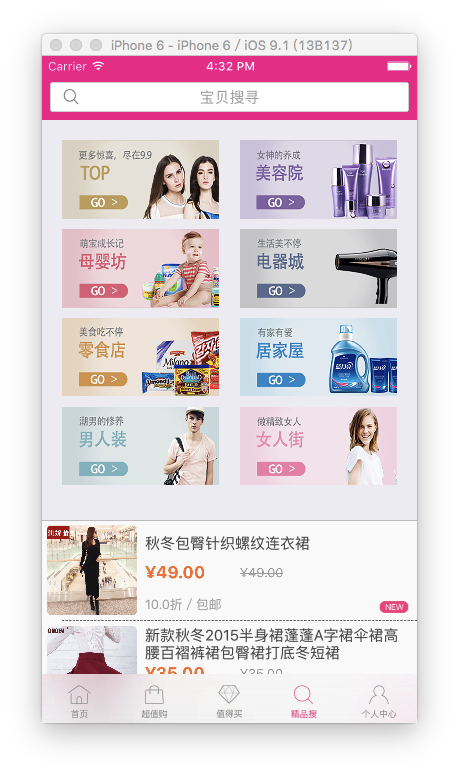 iPhone 6 - iPhone 6 / iOS 9.1 (13B137)
Carrier
4:32 PM
宝贝搜寻
更多惊喜，尽在9.9
TOP
GO >
女神的养成
美容院
GO >
萌宝成长记
母婴坊
GO >
生活美不停
电器城
GO >
美食吃不停
零食店
GO >
Milano
Almond
有家有爱
居家屋
GO >
潮男的修养
男人装
GO >
做精致女人
女人街
GO >
秋冬包臀针织螺纹连衣裙
¥49.00
¥49.00
10.0折 / 包邮
NEW
新款秋冬2015半身裙蓬蓬A字裙伞裙高
腰百褶裤裙包臀裙打底冬短裙
¥35.00
¥35.00
首页
超值购
值得买
精品搜
个人中心